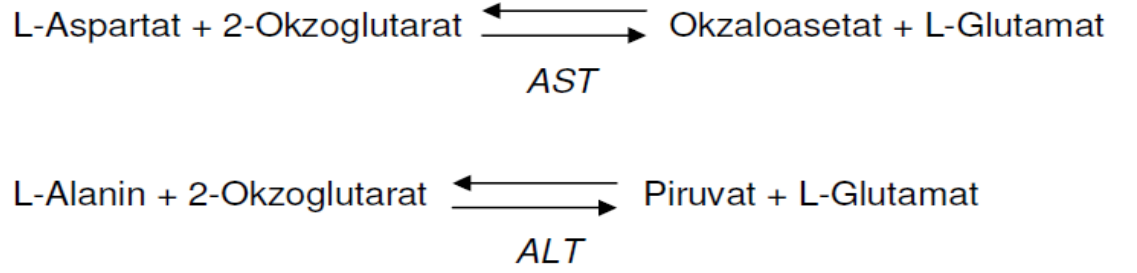 L-Aspartat + 2-Okzoglutarat Okzaloasetat + L-Glutamat
AST
L-Alanin + 2-Okzoglutarat Piruvat + L-Glutamat
ALT